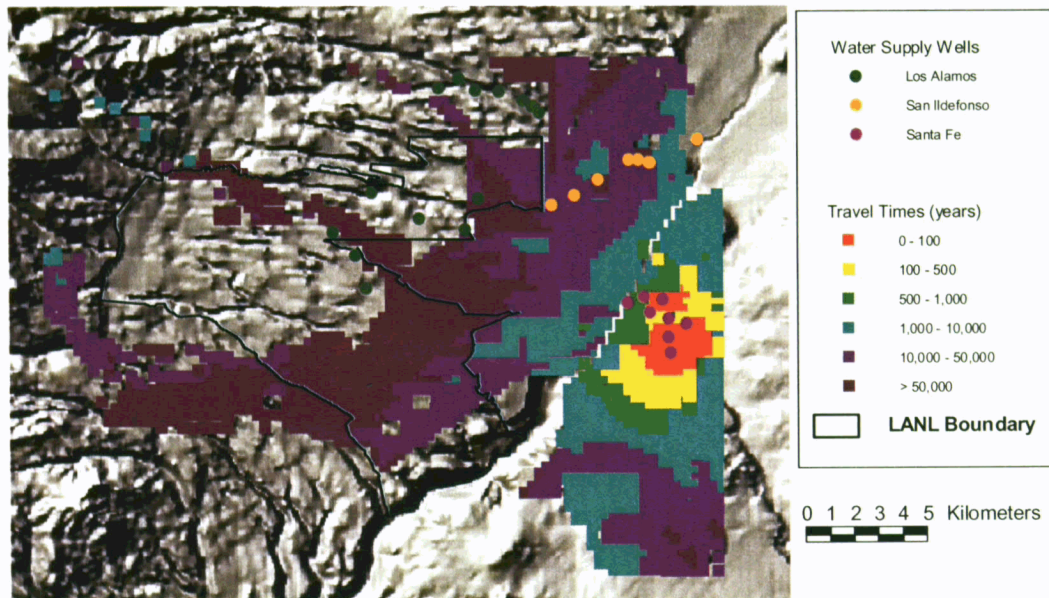 Water Supply Wells
Los Alamos
San Ildefonso
Santa Fe
Travel Times (years)
0 - 100
100 - 500
500 - 1,000
1,000 - 10,000
10,000 - 50,000
> 50,000
LANL Boundary
0 1 2 3 4 5 Kilometers